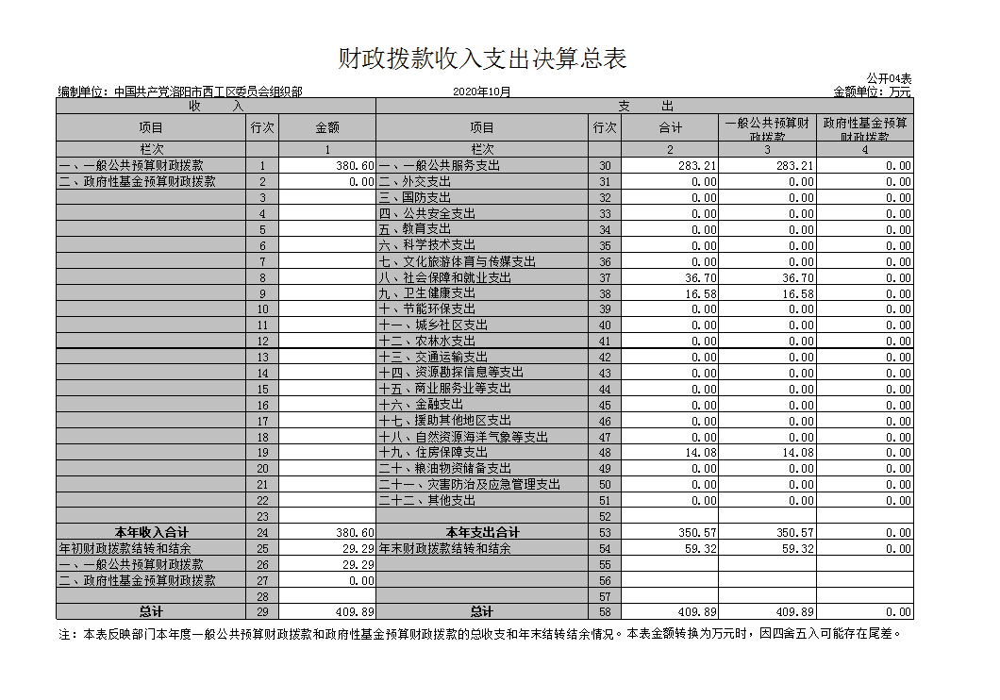 财政拨款收入支出决算总表
公开04表
编制单位：中国共产党洛阳市西工区委员会组织部 2020年10月 金额单位：万元
收 入 支 出
项目 行次 金额 项目 行次 合计 一般公共预算财政拨款 政府性基金预算财政拨款
栏次 1 栏次 2 3 4
一、一般公共预算财政拨款 1 380.60 一、一般公共服务支出 30 283.21 283.21 0.00
二、政府性基金预算财政拨款 2 0.00 二、外交支出 31 0.00 0.00 0.00
3 三、国防支出 32 0.00 0.00 0.00
4 四、公共安全支出 33 0.00 0.00 0.00
5 五、教育支出 34 0.00 0.00 0.00
6 六、科学技术支出 35 0.00 0.00 0.00
7 七、文化旅游体育与传媒支出 36 0.00 0.00 0.00
8 八、社会保障和就业支出 37 36.70 36.70 0.00
9 九、卫生健康支出 38 16.58 16.58 0.00
10 十、节能环保支出 39 0.00 0.00 0.00
11 十一、城乡社区支出 40 0.00 0.00 0.00
12 十二、农林水支出 41 0.00 0.00 0.00
13 十三、交通运输支出 42 0.00 0.00 0.00
14 十四、资源勘探信息等支出 43 0.00 0.00 0.00
15 十五、商业服务业等支出 44 0.00 0.00 0.00
16 十六、金融支出 45 0.00 0.00 0.00
17 十七、援助其他地区支出 46 0.00 0.00 0.00
18 十八、自然资源海洋气象等支出 47 0.00 0.00 0.00
19 十九、住房保障支出 48 14.08 14.08 0.00
20 二十、粮油物资储备支出 49 0.00 0.00 0.00
21 二十一、灾害防治及应急管理支出 50 0.00 0.00 0.00
22 二十二、其他支出 51 0.00 0.00 0.00
23 52
本年收入合计 24 380.60 本年支出合计 53 350.57 350.57 0.00
年初财政拨款结转和结余 25 29.29 年末财政拨款结转和结余 54 59.32 59.32 0.00
一、一般公共预算财政拨款 26 29.29 55
二、政府性基金预算财政拨款 27 0.00 56
28 57
总计 29 409.89 总计 58 409.89 409.89 0.00
注：本表反映部门本年度一般公共预算财政拨款和政府性基金预算财政拨款的总收支和年末结转结余情况。本表金额转换为万元时，因四舍五入可能存在尾差。